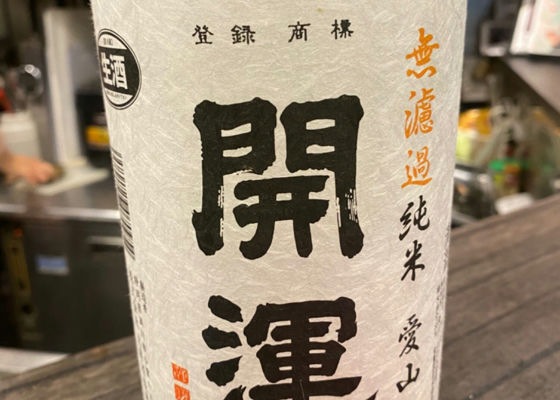 登録 商標
無濾過 純米 愛山
生酒
開運